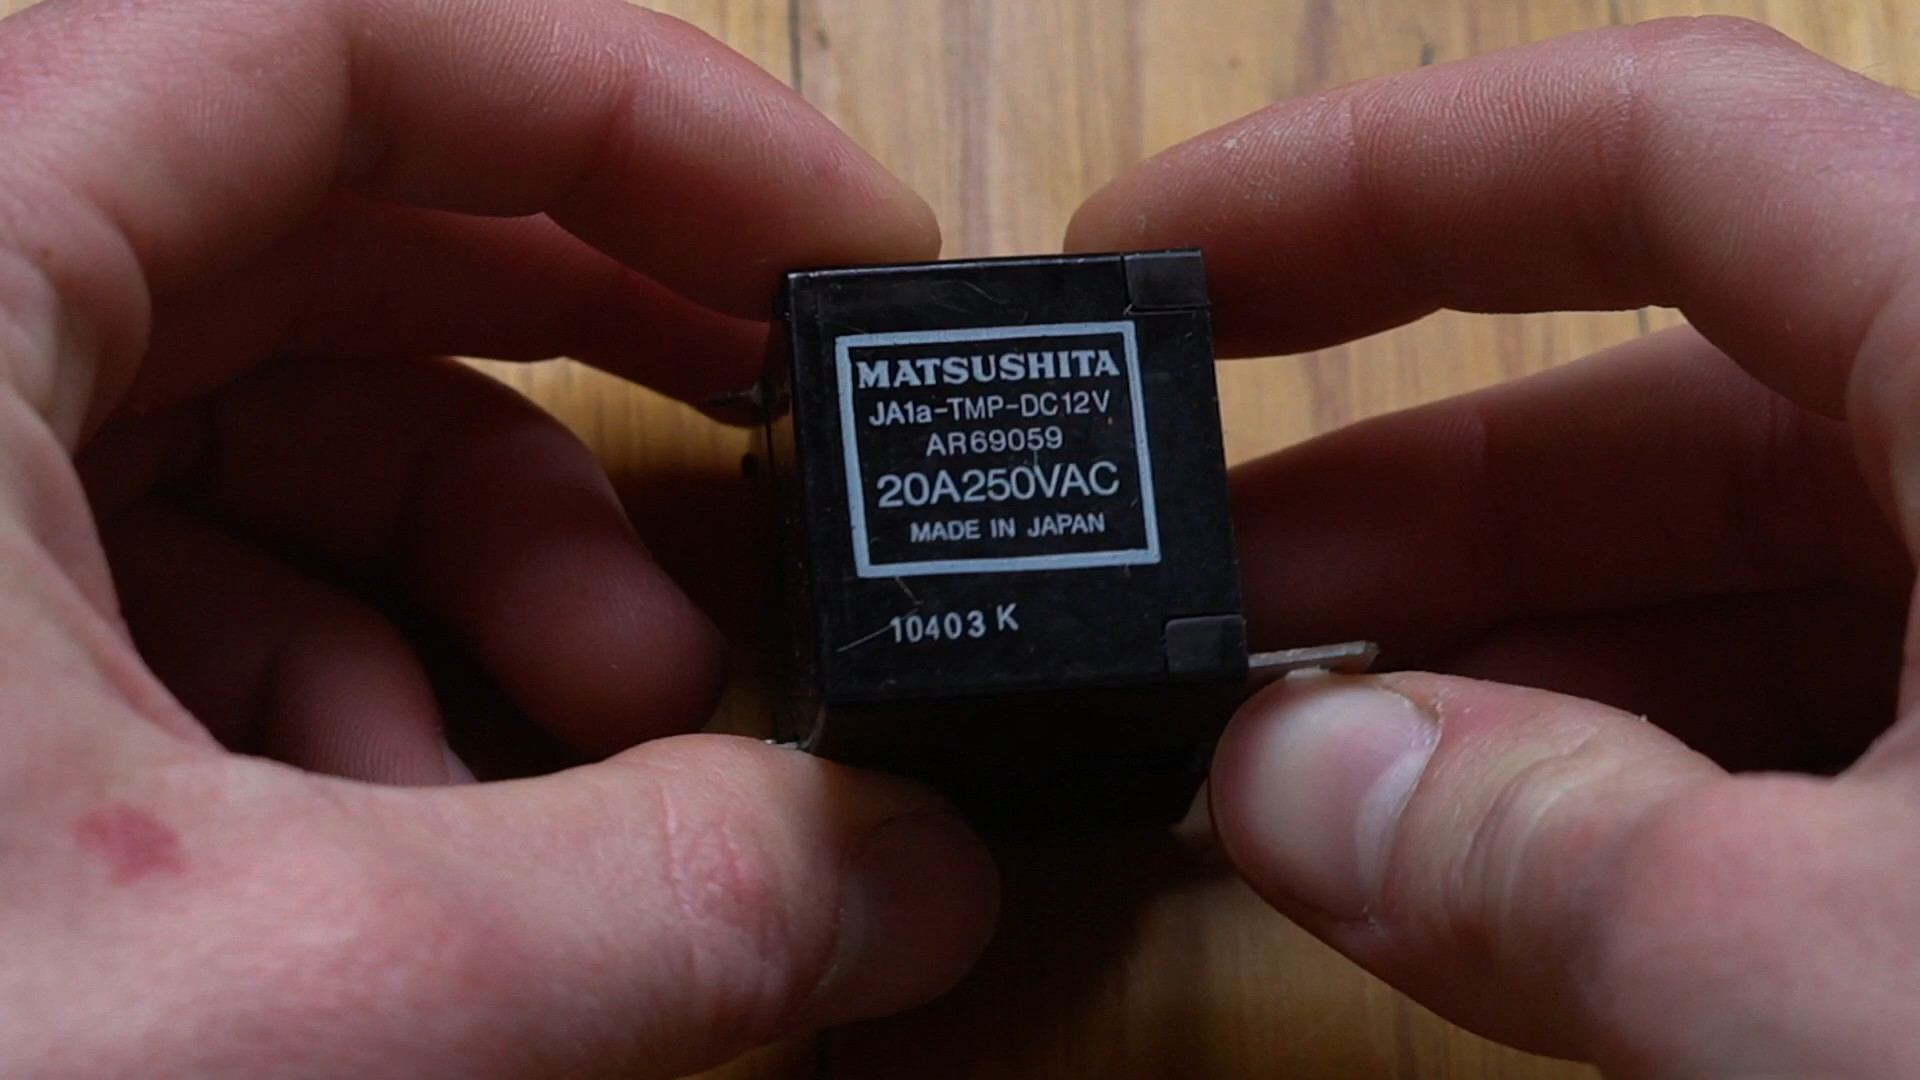 MATSUSHITA
JA1a-TMP-DC12V
AR69059
20A250VAC
MADE IN JAPAN
10403 K